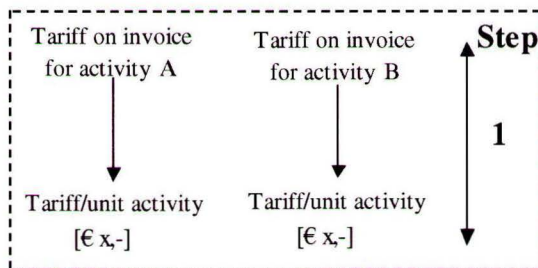 Tariff on invoice
for activity A
Tariff on invoice
for activity B
Step
1
Tariff/unit activity
[€ x,-]
Tariff/unit activity
[€ x,-]